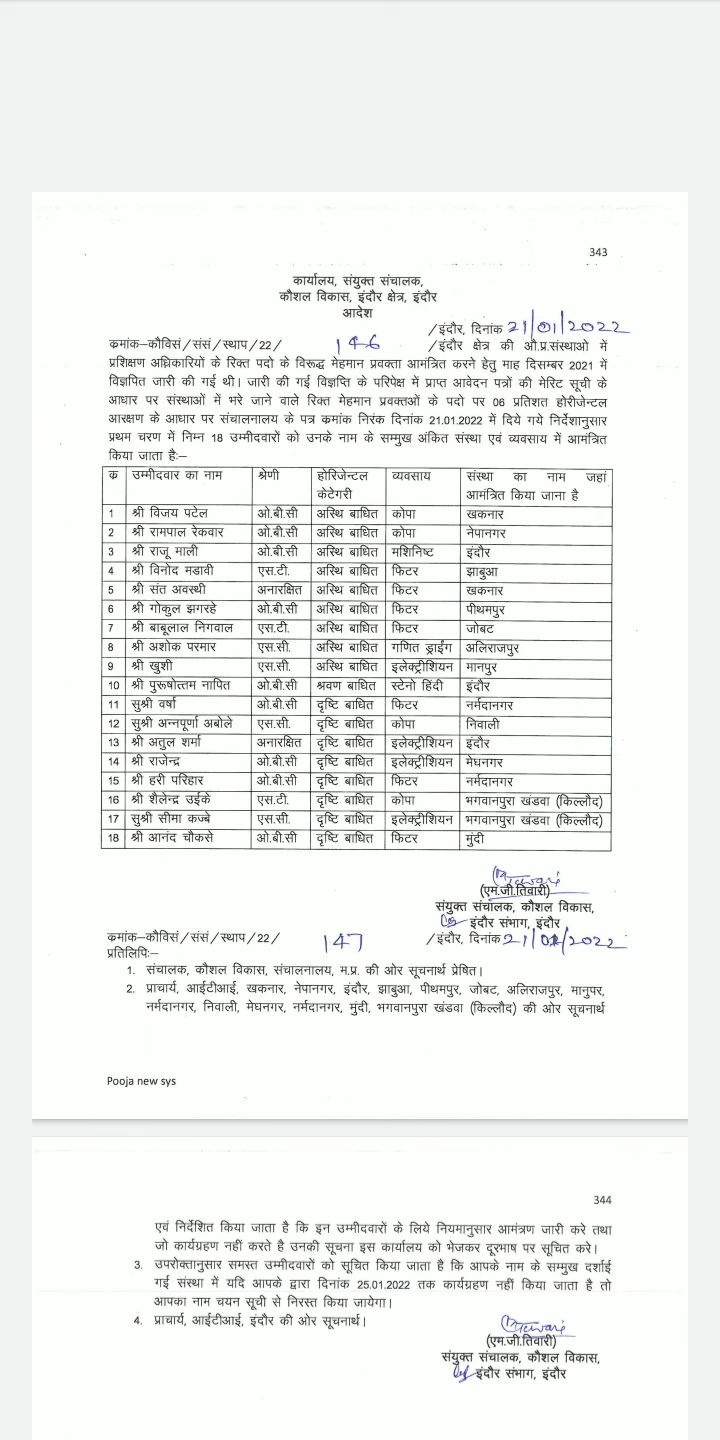 343
कार्यालय, संयुक्त संचालक,
कौशल विकास, इंदौर क्षेत्र, इंदौर
आदेश
/इंदौर, दिनांक 21/01/2022
क्रमांक–कौविसं/संसं/स्थाप/22/ 146 /इंदौर क्षेत्र की औ.प्र.संस्थाओ में
प्रशिक्षण अधिकारियों के रिक्त पदो के विरूद्ध मेहमान प्रवक्ता आमंत्रित करने हेतु माह दिसम्बर 2021 में
विज्ञपित जारी की गई थी। जारी की गई विज्ञप्ति के परिपेक्ष में प्राप्त आवेदन पत्रों की मेरिट सूची के
आधार पर संस्थाओं में भरे जाने वाले रिक्त मेहमान प्रवक्तओं के पदो पर 06 प्रतिशत होरीजेन्टल
आरक्षण के आधार पर संचालनालय के पत्र क्रमांक निरंक दिनांक 21.01.2022 में दिये गये निर्देशानुसार
प्रथम चरण में निम्न 18 उम्मीदवारों को उनके नाम के सम्मुख अंकित संस्था एवं व्यवसाय में आमंत्रित
किया जाता है:–
क्र उम्मीदवार का नाम श्रेणी होरिजेन्टल केटेगरी व्यवसाय संस्था का नाम जहां आमंत्रित किया जाना है
1 श्री विजय पटेल ओ.बी.सी अस्थि बाधित कोपा खकनार
2 श्री रामपाल रेकवार ओ.बी.सी अस्थि बाधित कोपा नेपानगर
3 श्री राजू माली ओ.बी.सी अस्थि बाधित मशिनिष्ट इंदौर
4 श्री विनोद मडावी एस.टी. अस्थि बाधित फिटर झाबुआ
5 श्री संत अवस्थी अनारक्षित अस्थि बाधित फिटर खकनार
6 श्री गोकुल झगरहे ओ.बी.सी अस्थि बाधित फिटर पीथमपुर
7 श्री बाबूलाल निगवाल एस.टी. अस्थि बाधित फिटर जोबट
8 श्री अशोक परमार एस.सी. अस्थि बाधित गणित ड्राईंग अलिराजपुर
9 श्री खुशी एस.सी. अस्थि बाधित इलेक्ट्रीशियन मानपुर
10 श्री पुरूषोत्तम नापित ओ.बी.सी श्रवण बाधित स्टेनो हिंदी इंदौर
11 सुश्री वर्षा ओ.बी.सी दृष्टि बाधित फिटर नर्मदानगर
12 सुश्री अन्नपूर्णा अबोले एस.सी. दृष्टि बाधित कोपा निवाली
13 श्री अतुल शर्मा अनारक्षित दृष्टि बाधित इलेक्ट्रीशियन इंदौर
14 श्री राजेन्द्र ओ.बी.सी दृष्टि बाधित इलेक्ट्रीशियन मेघनगर
15 श्री हरी परिहार ओ.बी.सी दृष्टि बाधित फिटर नर्मदानगर
16 श्री शैलेन्द्र उईके एस.टी. दृष्टि बाधित कोपा भगवानपुरा खंडवा (किल्लौद)
17 सुश्री सीमा कज्बे एस.सी. दृष्टि बाधित इलेक्ट्रीशियन भगवानपुरा खंडवा (किल्लौद)
18 श्री आनंद चौकसे ओ.बी.सी दृष्टि बाधित फिटर मुंदी
(एम.जी.तिवारी)
संयुक्त संचालक, कौशल विकास,
इंदौर संभाग, इंदौर
क्रमांक–कौविसं/संसं/स्थाप/22/ 147 /इंदौर, दिनांक 21/01/2022
प्रतिलिपिः–
1. संचालक, कौशल विकास, संचालनालय, म.प्र. की ओर सूचनार्थ प्रेषित।
2. प्राचार्य, आईटीआई, खकनार, नेपानगर, इंदौर, झाबुआ, पीथमपुर, जोबट, अलिराजपुर, मानुपर,
नर्मदानगर, निवाली, मेघनगर, नर्मदानगर, मुंदी, भगवानपुरा खंडवा (किल्लौद) की ओर सूचनार्थ
Pooja new sys
344
एवं निर्देशित किया जाता है कि इन उम्मीदवारों के लिये नियमानुसार आमंत्रण जारी करे तथा
जो कार्यग्रहण नहीं करते है उनकी सूचना इस कार्यालय को भेजकर दूरभाष पर सूचित करे।
3. उपरोक्तानुसार समस्त उम्मीदवारों को सूचित किया जाता है कि आपके नाम के सम्मुख दर्शाई
गई संस्था में यदि आपके द्वारा दिनांक 25.01.2022 तक कार्यग्रहण नहीं किया जाता है तो
आपका नाम चयन सूची से निरस्त किया जायेगा।
4. प्राचार्य, आईटीआई, इंदौर की ओर सूचनार्थ।
(एम.जी.तिवारी)
संयुक्त संचालक, कौशल विकास,
इंदौर संभाग, इंदौर